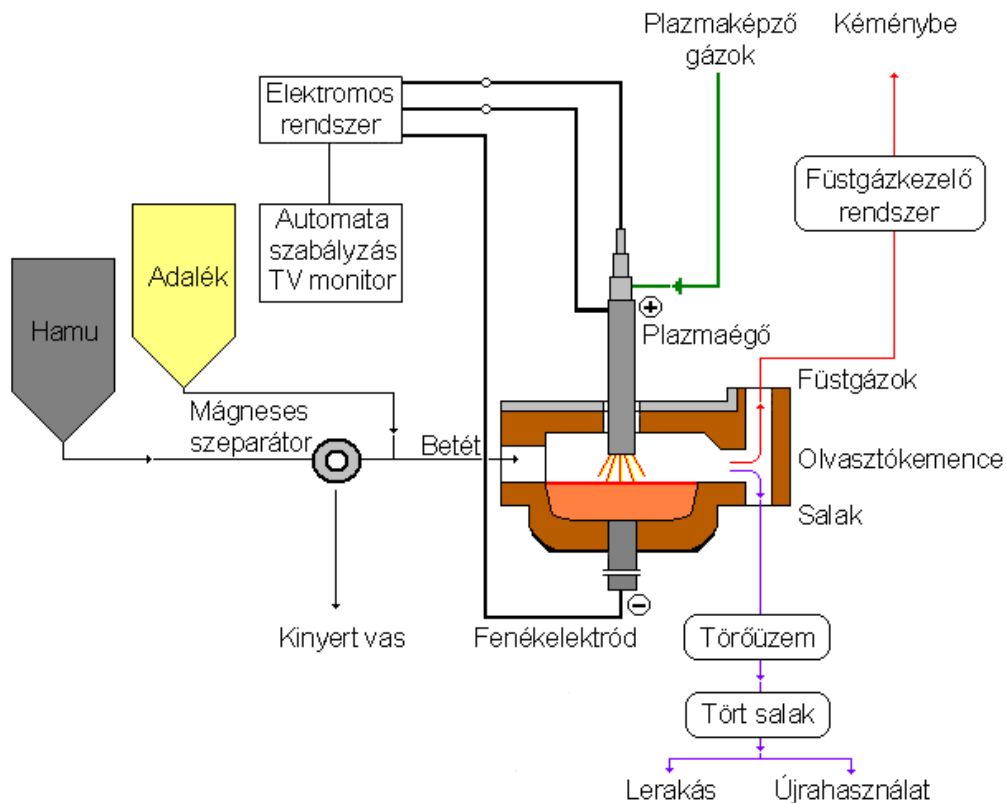 Plazmaképző
gázok
Kéménybe
Elektromos
rendszer
Füstgázkezelő
rendszer
Automata
szabályzás
TV monitor
Adalék
Hamu
+
Plazmaégő
Füstgázok
Mágneses
szeparátor
Betét
Olvasztókemence
Salak
−
Kinyert vas
Fenékelektród
Törőüzem
Tört salak
Lerakás
Újrahasználat